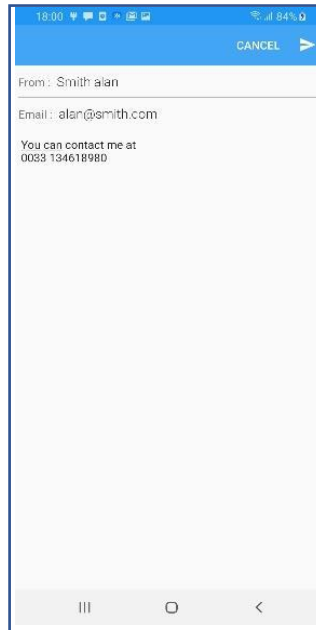 18:00 84%
CANCEL
From : Smith alan
Email : alan@smith.com
You can contact me at
0033 134618980